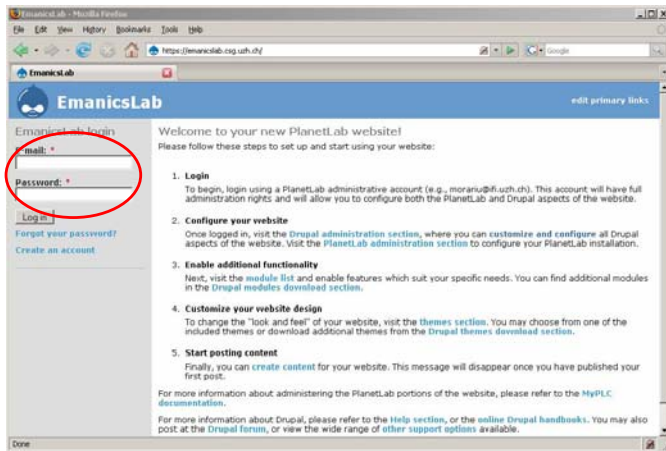 EmanicsLab - Mozilla Firefox
File Edit View History Bookmarks Tools Help
https://emanicslab.csg.uzh.ch/
Google
EmanicsLab
EmanicsLab
edit primary links
EmanicsLab login
E-mail: *
Password: *
Log in
Forgot your password?
Create an account
Welcome to your new PlanetLab website!
Please follow these steps to set up and start using your website:
1. Login
To begin, login using a PlanetLab administrative account (e.g., morariu@ifi.uzh.ch). This account will have full
administration rights and will allow you to configure both the PlanetLab and Drupal aspects of the website.
2. Configure your website
Once logged in, visit the Drupal administration section, where you can customize and configure all Drupal
aspects of the website. Visit the PlanetLab administration section to configure your PlanetLab installation.
3. Enable additional functionality
Next, visit the module list and enable features which suit your specific needs. You can find additional modules
in the Drupal modules download section.
4. Customize your website design
To change the "look and feel" of your website, visit the themes section. You may choose from one of the
included themes or download additional themes from the Drupal themes download section.
5. Start posting content
Finally, you can create content for your website. This message will disappear once you have published your
first post.
For more information about administering the PlanetLab portions of the website, please refer to the MyPLC
documentation.
For more information about Drupal, please refer to the Help section, or the online Drupal handbooks. You may also
post at the Drupal forum, or view the wide range of other support options available.
Done